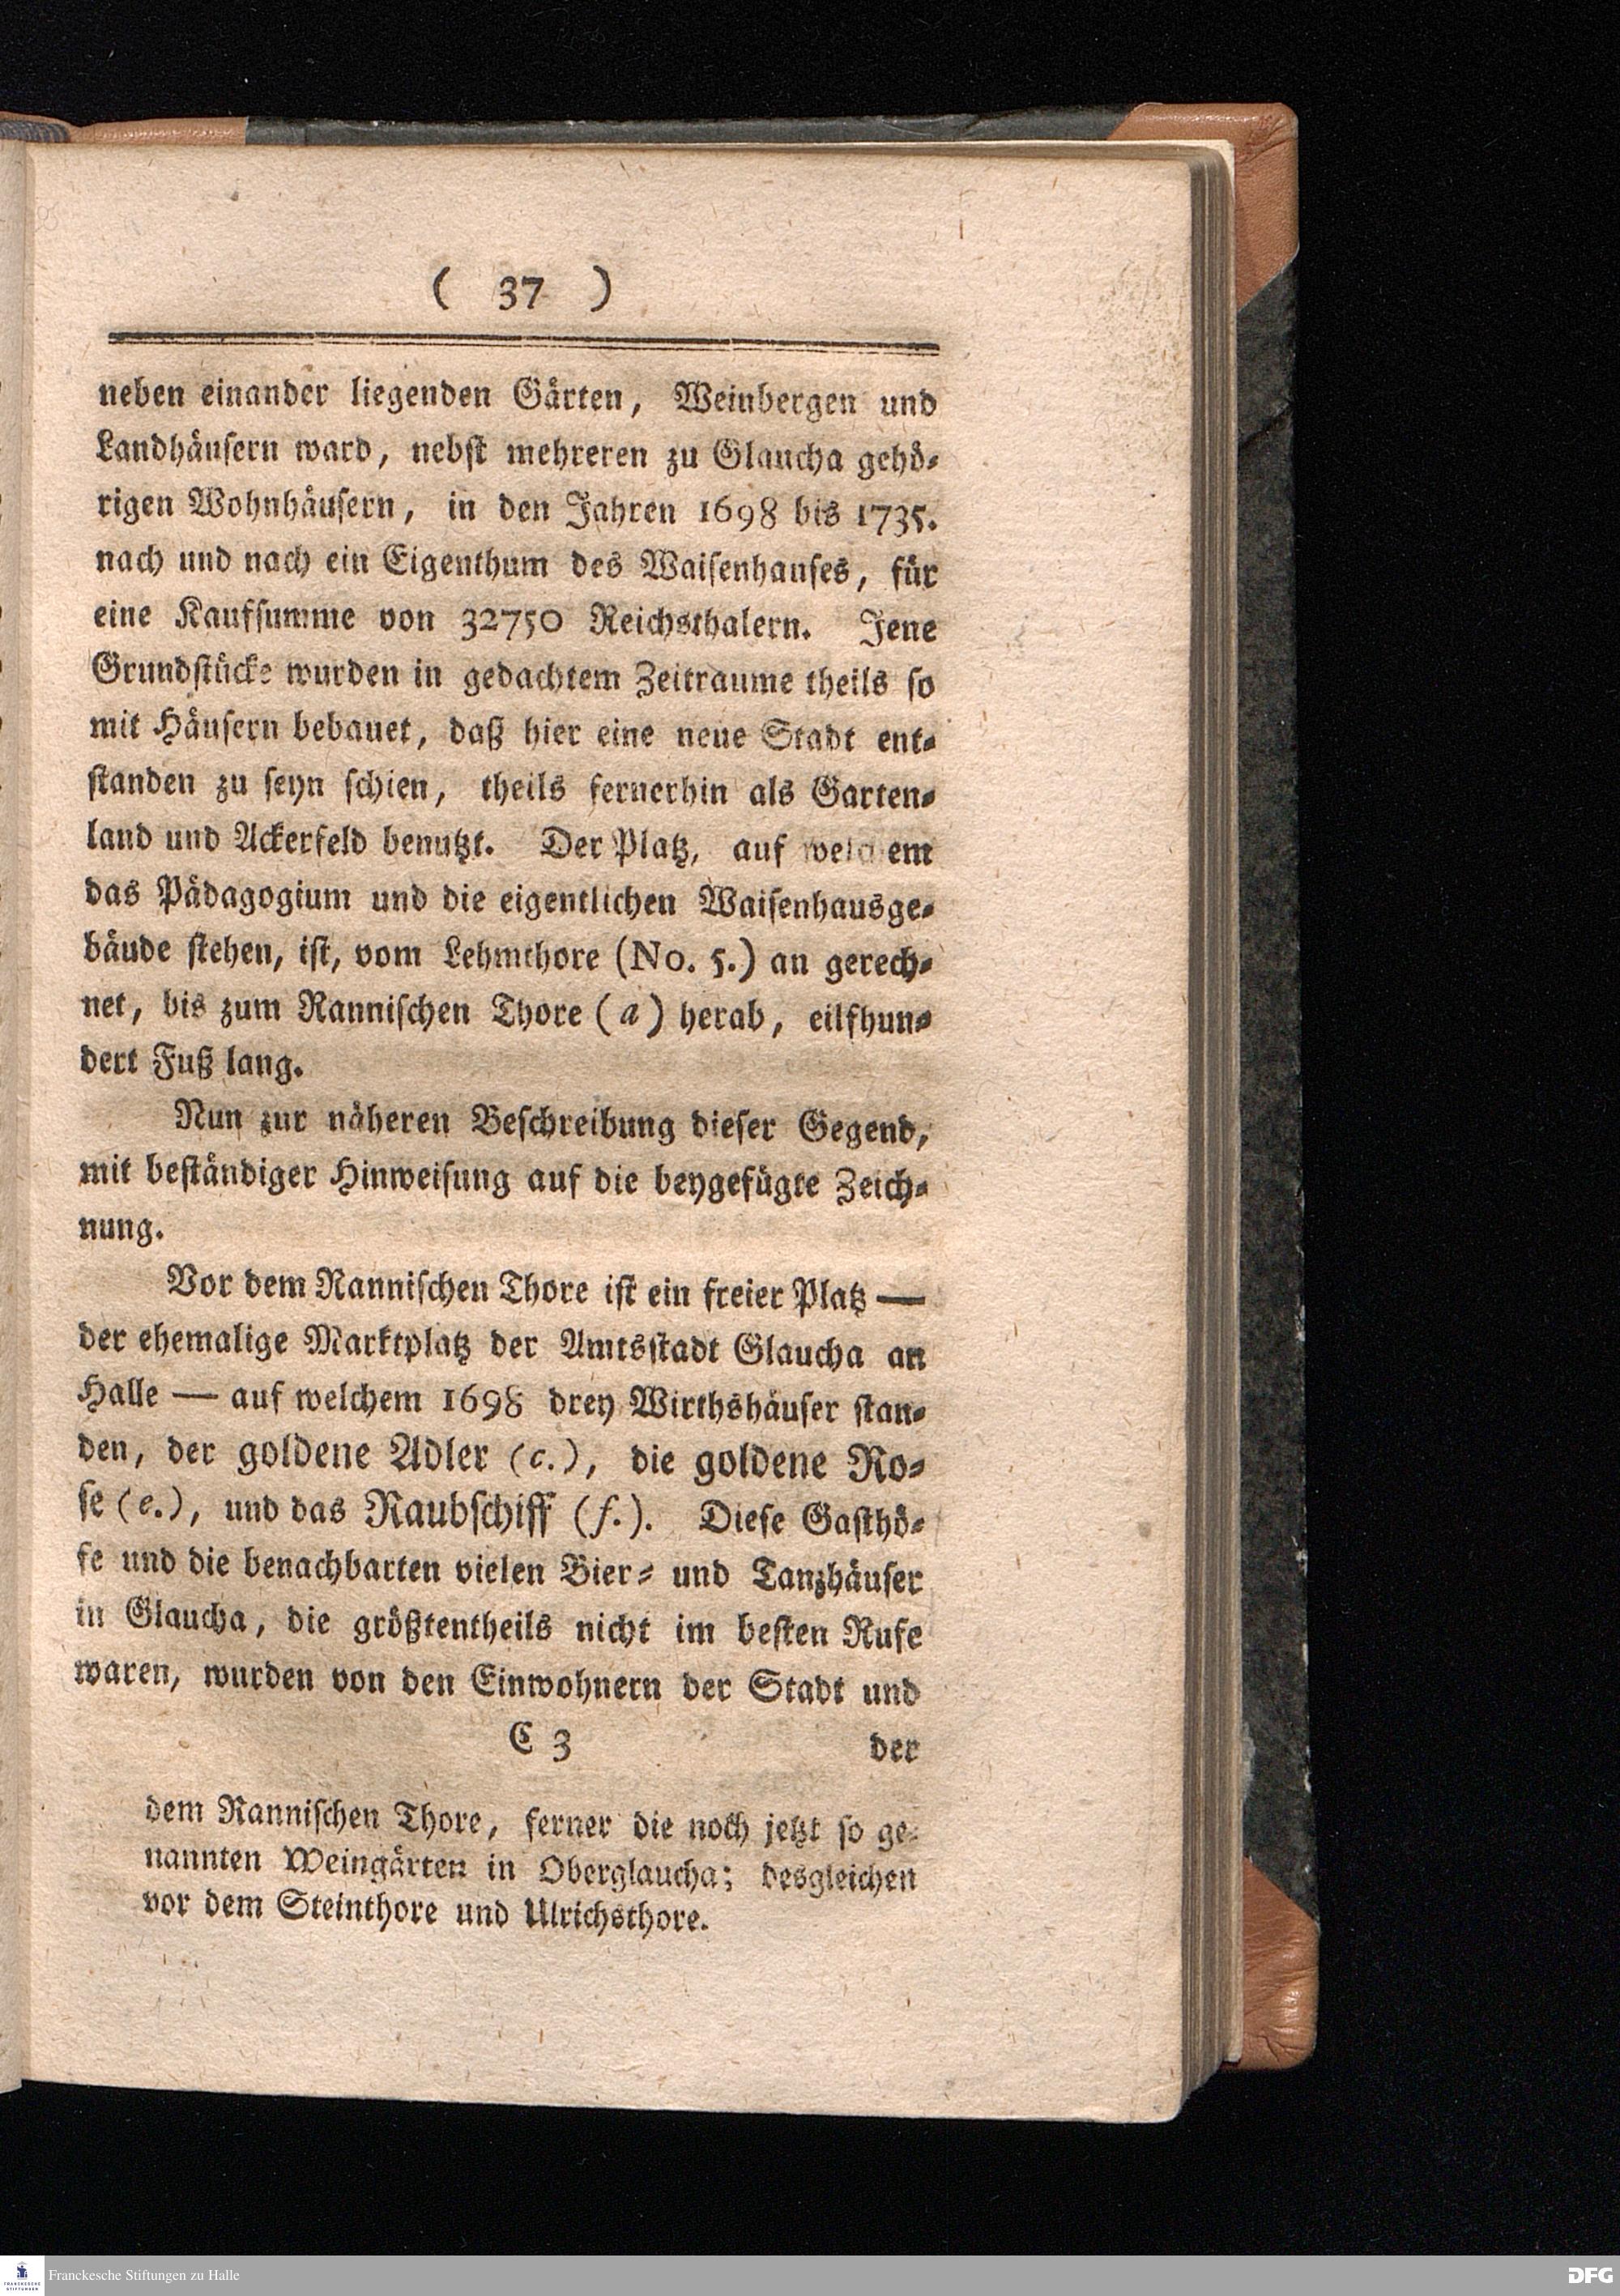 ( 37 )
neben einander liegenden Gärten, Weinbergen und
Landhäusern ward, nebst mehreren zu Glaucha gehö-
rigen Wohnhäusern, in den Jahren 1698 bis 1735.
nach und nach ein Eigenthum des Waisenhauses, für
eine Kaufsumme von 32750 Reichsthalern. Jene
Grundstücke wurden in gedachtem Zeitraume theils so
mit Häusern bebauet, daß hier eine neue Stadt ent-
standen zu seyn schien, theils fernerhin als Garten-
land und Ackerfeld benutzt. Der Platz, auf welchem
das Pädagogium und die eigentlichen Waisenhausge-
bäude stehen, ist, vom Lehmthore (No. 5.) an gerech-
net, bis zum Rannischen Thore (a) herab, eilfhun-
dert Fuß lang.
Nun zur näheren Beschreibung dieser Gegend,
mit beständiger Hinweisung auf die beygefügte Zeich-
nung.
Vor dem Rannischen Thore ist ein freier Platz —
der ehemalige Marktplatz der Amtsstadt Glaucha an
Halle — auf welchem 1698 drey Wirthshäuser stan-
den, der goldene Adler (c.), die goldene Ro-
se (e.), und das Raubschiff (f.). Diese Gasthö-
fe und die benachbarten vielen Bier- und Tanzhäuser
in Glaucha, die größtentheils nicht im besten Rufe
waren, wurden von den Einwohnern der Stadt und
C 3 der
dem Rannischen Thore, ferner die noch jetzt so ge-
nannten Weingärten in Oberglaucha; desgleichen
vor dem Steinthore und Ulrichsthore.
FRANCKESCHE
STIFTUNGEN
Franckesche Stiftungen zu Halle
DFG